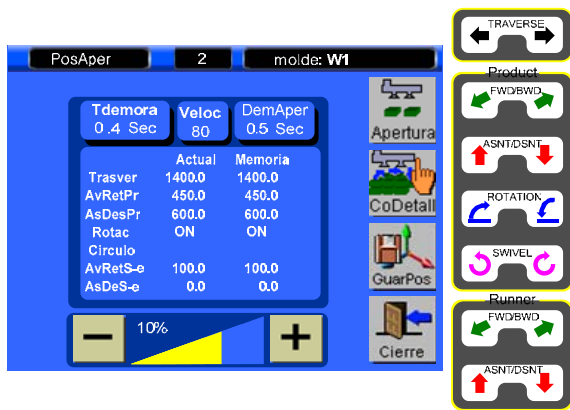 PosAper 2 molde: W1
Tdemora Veloc DemAper
0.4 Sec 80 0.5 Sec
Actual Memoria
Trasver 1400.0 1400.0
AvRetPr 450.0 450.0
AsDesPr 600.0 600.0
Rotac ON ON
Circulo
AvRetS-e 100.0 100.0
AsDeS-e 0.0 0.0
10%
Apertura
CoDetall
GuarPos
Cierre
TRAVERSE
Product
FWD/BWD
ASNT/DSNT
ROTATION
SWIVEL
Runner
FWD/BWD
ASNT/DSNT